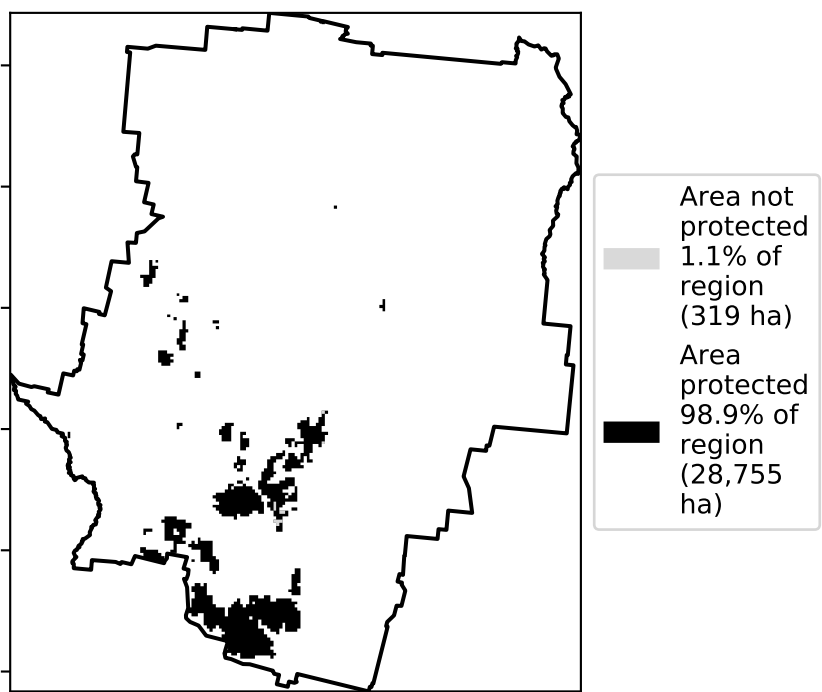 Area not
protected
1.1% of
region
(319 ha)
Area
protected
98.9% of
region
(28,755
ha)